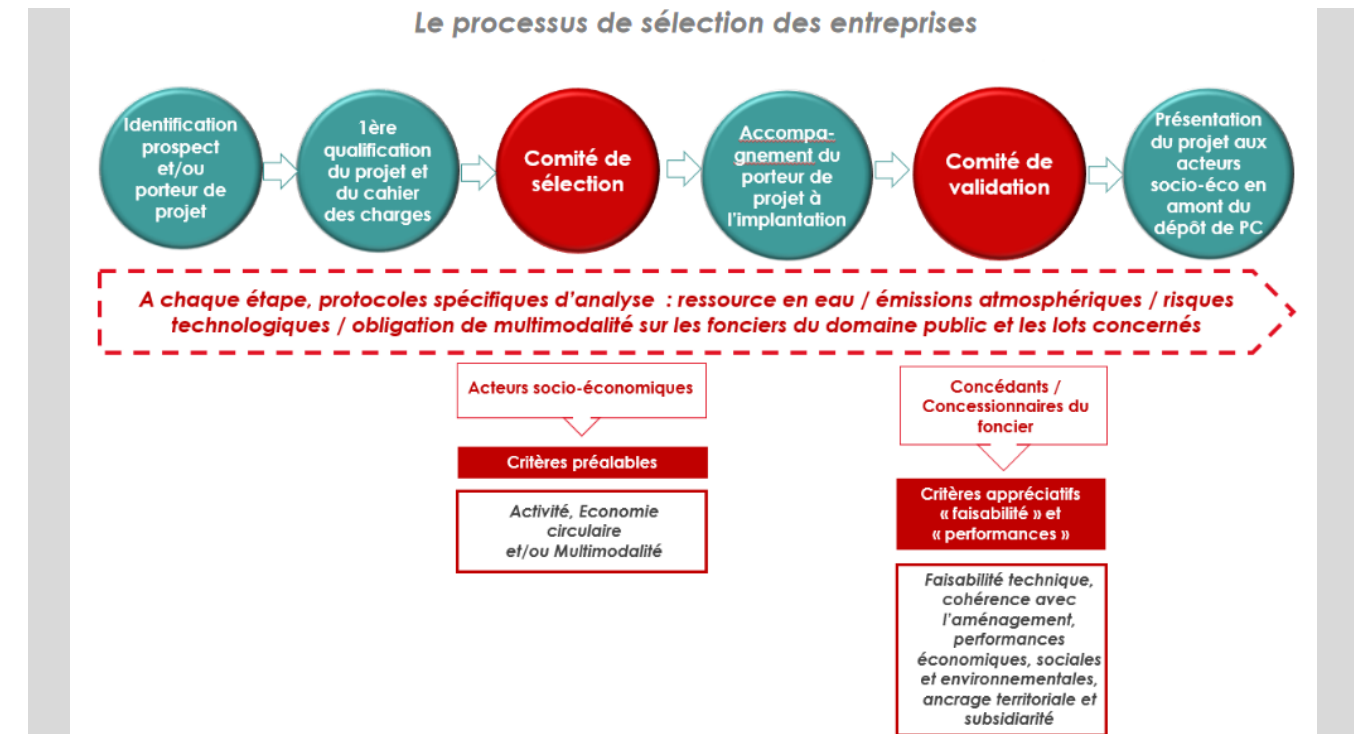 Le processus de sélection des entreprises
Identification
prospect
et/ou
porteur de
projet
1ère
qualification
du projet et
du cahier
des charges
Comité de
sélection
Accompa-
gnement du
porteur de
projet à
l'implantation
Comité de
validation
Présentation
du projet aux
acteurs
socio-éco en
amont du
dépôt de PC
A chaque étape, protocoles spécifiques d'analyse : ressource en eau / émissions atmosphériques / risques
technologiques / obligation de multimodalité sur les fonciers du domaine public et les lots concernés
Acteurs socio-économiques
Critères préalables
Activité, Economie
circulaire
et/ou Multimodalité
Concédants /
Concessionnaires du
foncier
Critères appréciatifs
« faisabilité » et
« performances »
Faisabilité technique,
cohérence avec
l'aménagement,
performances
économiques, sociales
et environnementales,
ancrage territoriale et
subsidiarité